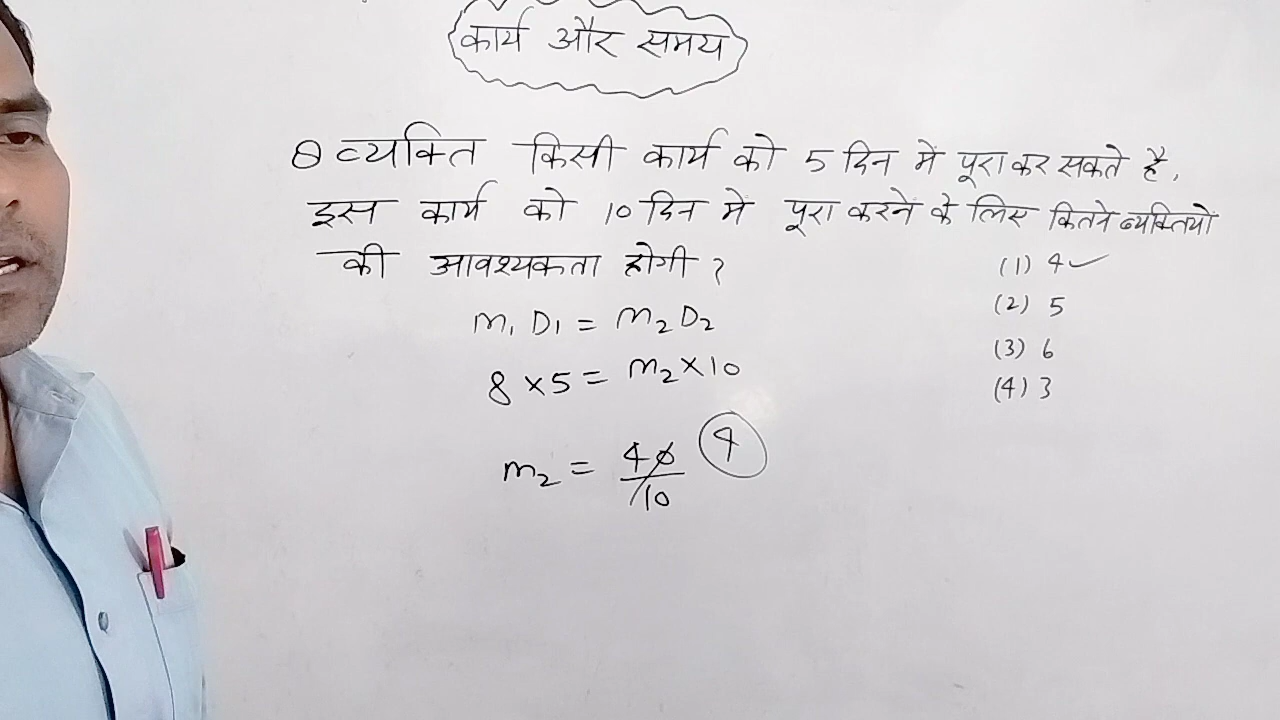 कार्य और समय
8 व्यक्ति किसी कार्य को 5 दिन में पूरा कर सकते है,
इस कार्य को 10 दिन मे पूरा करने के लिए कितने व्यक्तियो
की आवश्यकता होगी ?
(1) 4 ✓
(2) 5
(3) 6
(4) 3
m₁ D₁ = m₂ D₂
8 × 5 = m₂ × 10
m₂ = 40/10 4